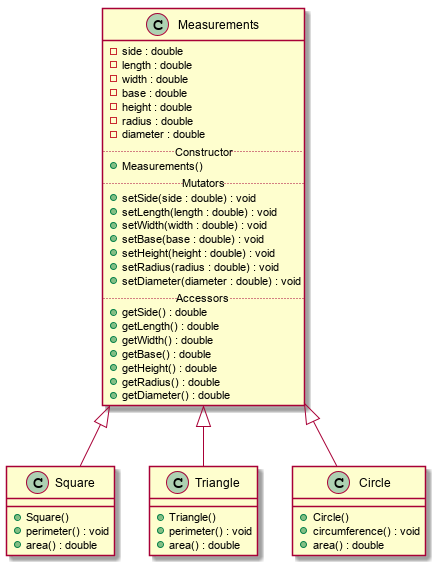 C Measurements
side : double
length : double
width : double
base : double
height : double
radius : double
diameter : double
Constructor
Measurements()
Mutators
setSide(side : double) : void
setLength(length : double) : void
setWidth(width : double) : void
setBase(base : double) : void
setHeight(height : double) : void
setRadius(radius : double) : void
setDiameter(diameter : double) : void
Accessors
getSide() : double
getLength() : double
getWidth() : double
getBase() : double
getHeight() : double
getRadius() : double
getDiameter() : double
C Square
Square()
perimeter() : void
area() : double
C Triangle
Triangle()
perimeter() : void
area() : double
C Circle
Circle()
circumference() : void
area() : double